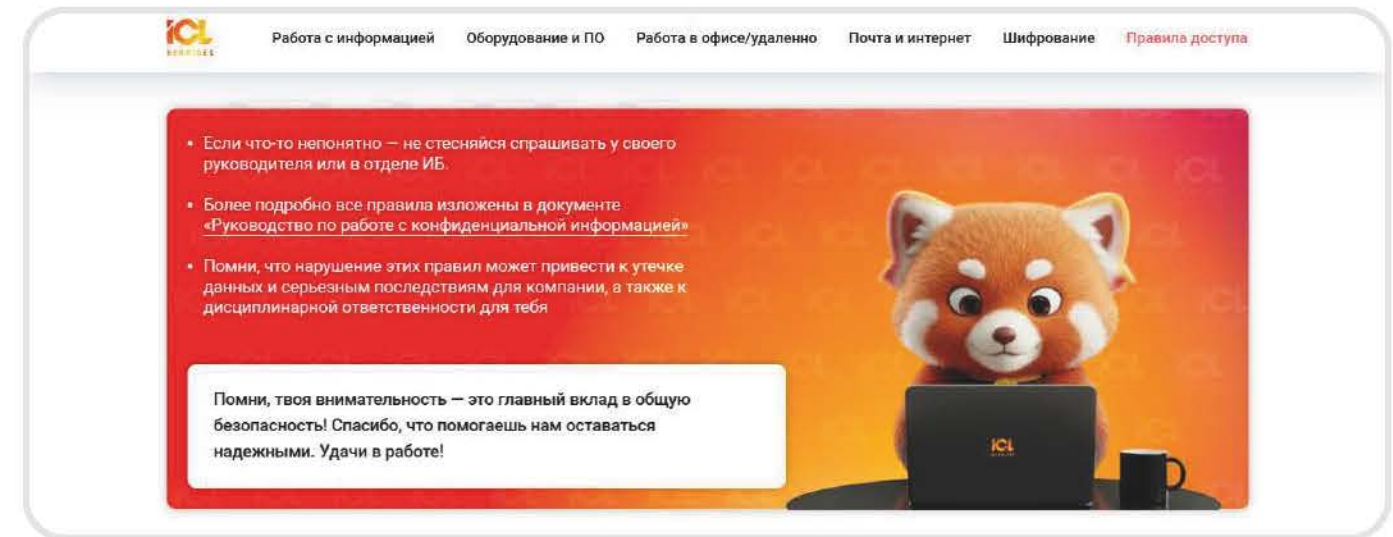 iCL
SERVICES
Работа с информацией Оборудование и ПО Работа в офисе/удаленно Почта и интернет Шифрование Правила доступа
• Если что-то непонятно — не стесняйся спрашивать у своего
руководителя или в отделе ИБ.
• Более подробно все правила изложены в документе
«Руководство по работе с конфиденциальной информацией»
• Помни, что нарушение этих правил может привести к утечке
данных и серьезным последствиям для компании, а также к
дисциплинарной ответственности для тебя
Помни, твоя внимательность — это главный вклад в общую
безопасность! Спасибо, что помогаешь нам оставаться
надежными. Удачи в работе!
iCL